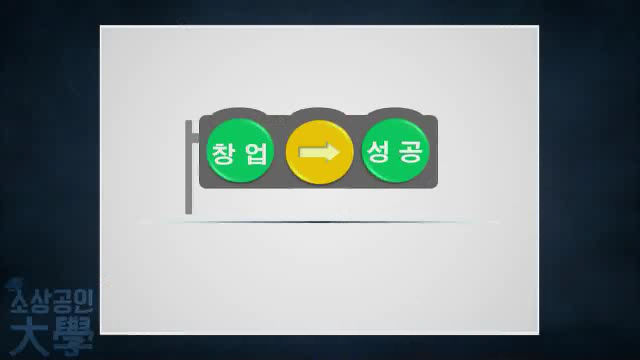 창업 → 성공
소상공인
大學